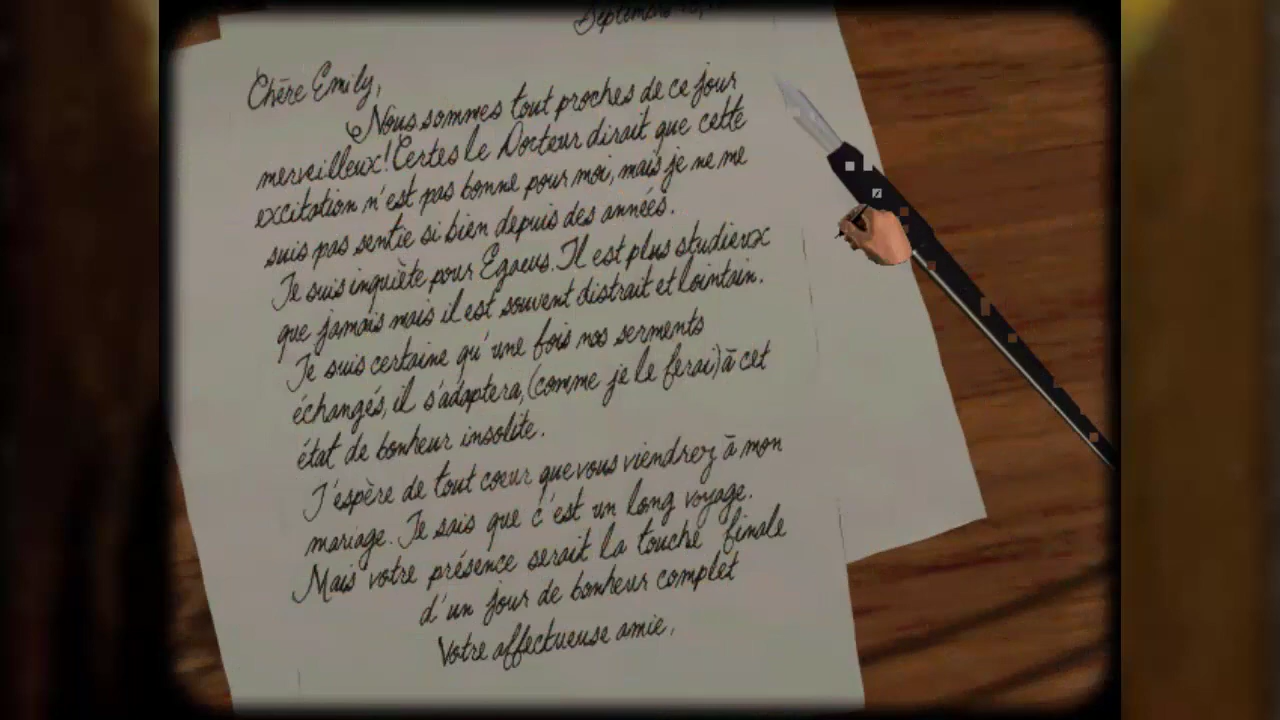 Septembre
Chère Emily,
Nous sommes tout proches de ce jour
merveilleux! Certes le Docteur dirait que cette
excitation n'est pas bonne pour moi, mais je ne me
suis pas sentie si bien depuis des années.
Je suis inquiète pour Egaeus. Il est plus studieux
que jamais mais il est souvent distrait et lointain.
Je suis certaine qu'une fois nos serments
échangés, il s'adaptera, (comme je le ferai) à cet
état de bonheur insolite.
J'espère de tout coeur que vous viendrez à mon
mariage. Je sais que c'est un long voyage.
Mais votre présence serait la touche finale
d'un jour de bonheur complet
Votre affectueuse amie,